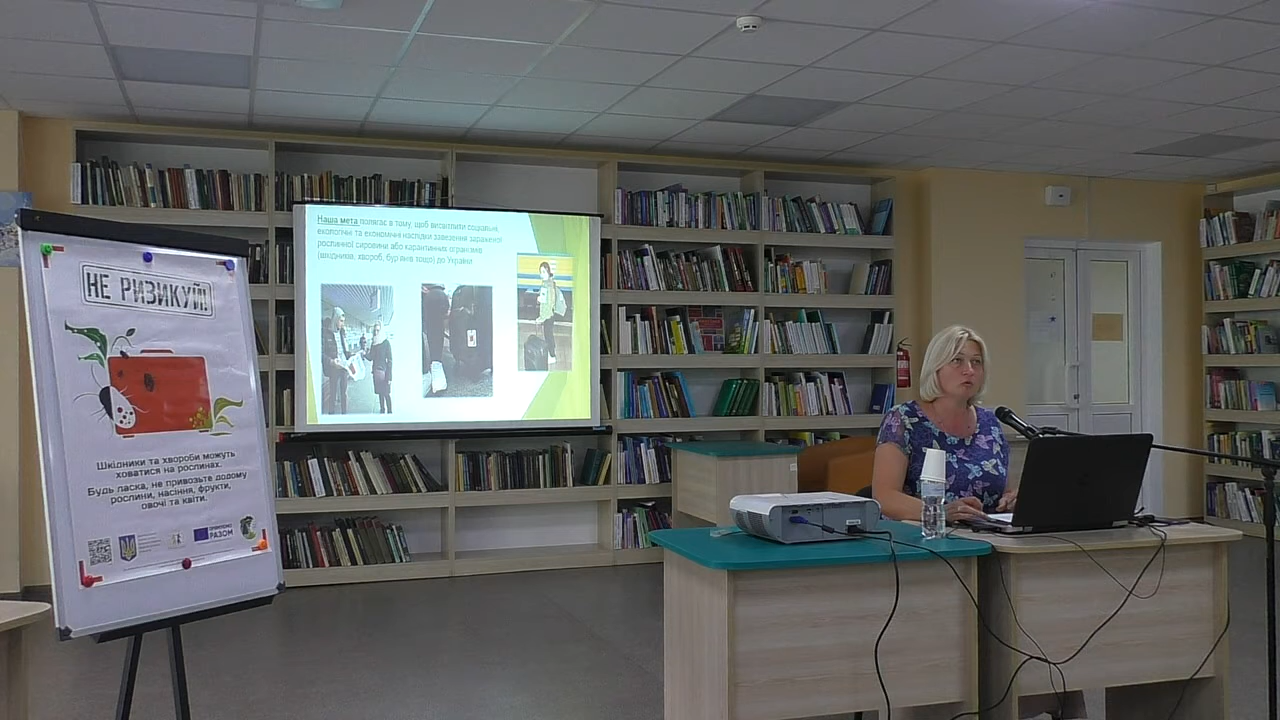 НЕ РИЗИКУЙ!
Шкідники та хвороби можуть
ховатися на рослинах.
Будь ласка, не привозьте додому
рослини, насіння, фрукти,
овочі та квіти.
РАЗОМ
Наша мета полягає в тому, щоб висвітлити соціальні,
екологічні та економічні наслідки завезення зараженої
рослинної сировини або карантинних організмів
(шкідників, хвороб, бур'янів тощо) до України